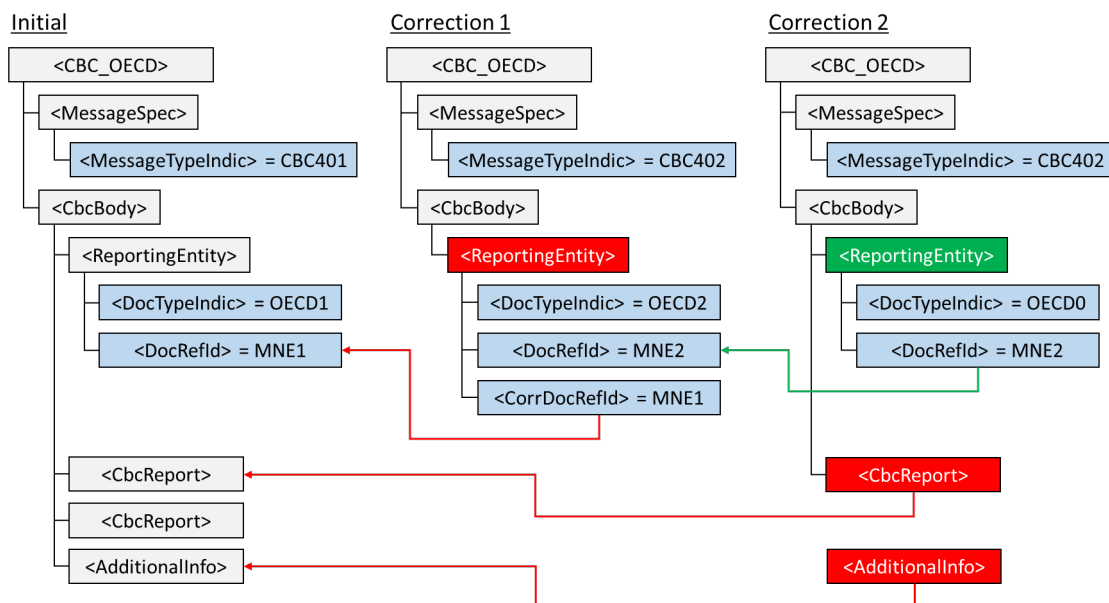 Initial
<CBC_OECD>
<MessageSpec>
<MessageTypeIndic> = CBC401
<CbcBody>
<ReportingEntity>
<DocTypeIndic> = OECD1
<DocRefId> = MNE1
<CbcReport>
<CbcReport>
<AdditionalInfo>
Correction 1
<CBC_OECD>
<MessageSpec>
<MessageTypeIndic> = CBC402
<CbcBody>
<ReportingEntity>
<DocTypeIndic> = OECD2
<DocRefId> = MNE2
<CorrDocRefId> = MNE1
Correction 2
<CBC_OECD>
<MessageSpec>
<MessageTypeIndic> = CBC402
<CbcBody>
<ReportingEntity>
<DocTypeIndic> = OECD0
<DocRefId> = MNE2
<CbcReport>
<AdditionalInfo>